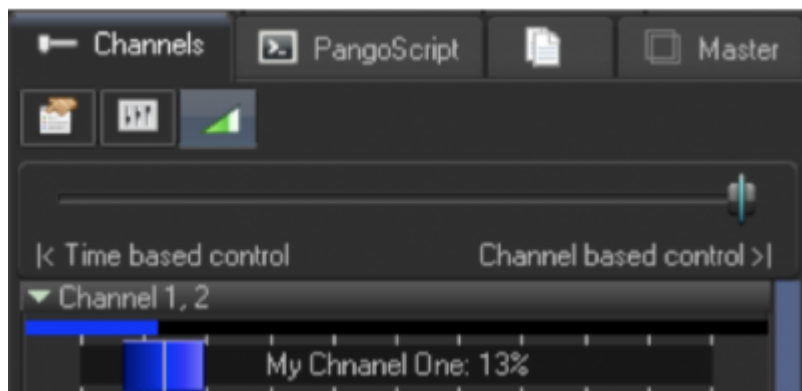 Channels PangoScript Master
|< Time based control Channel based control >|
Channel 1, 2
My Chnanel One: 13%